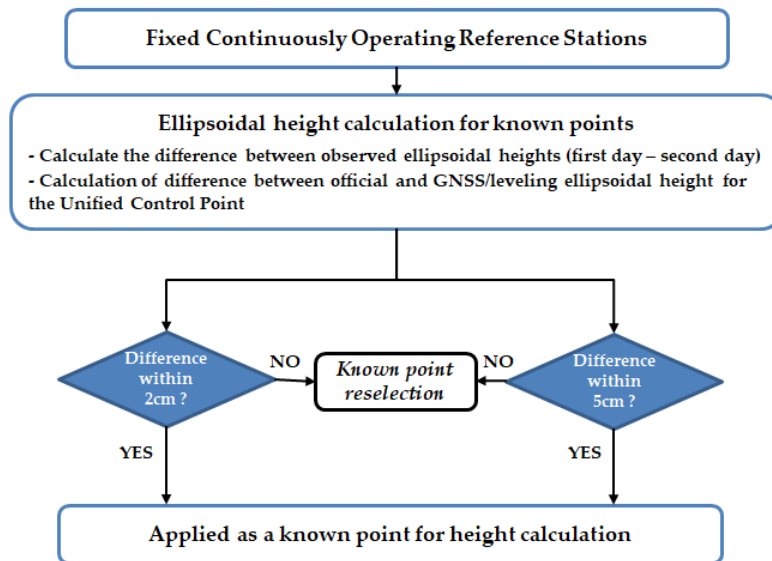 Fixed Continuously Operating Reference Stations
Ellipsoidal height calculation for known points
- Calculate the difference between observed ellipsoidal heights (first day – second day)
- Calculation of difference between official and GNSS/leveling ellipsoidal height for
the Unified Control Point
Difference
within
2cm ?
NO
Known point
reselection
NO
Difference
within
5cm ?
YES
YES
Applied as a known point for height calculation